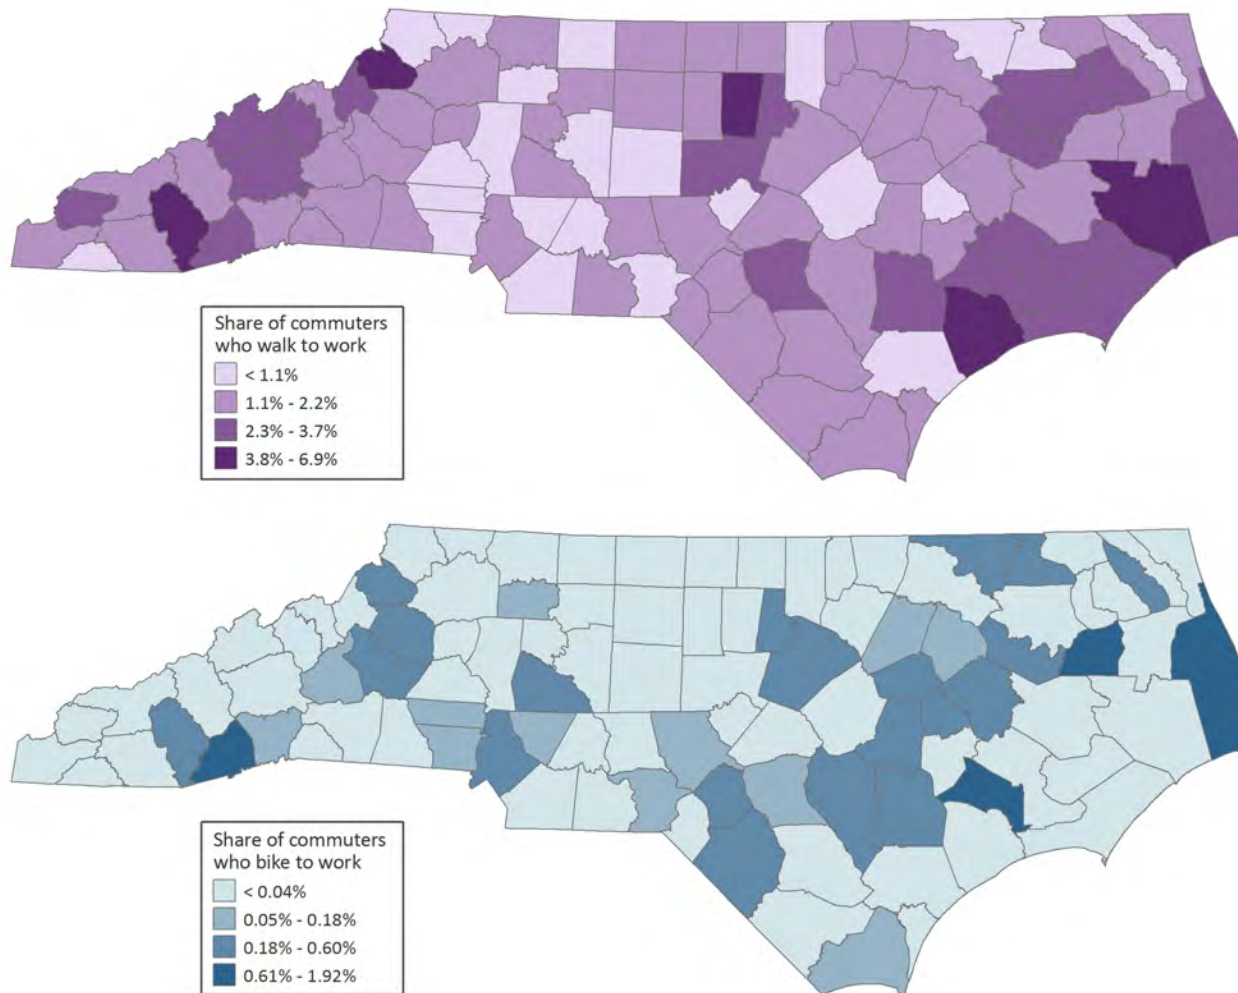 Share of commuters
who walk to work
< 1.1%
1.1% - 2.2%
2.3% - 3.7%
3.8% - 6.9%
Share of commuters
who bike to work
< 0.04%
0.05% - 0.18%
0.18% - 0.60%
0.61% - 1.92%